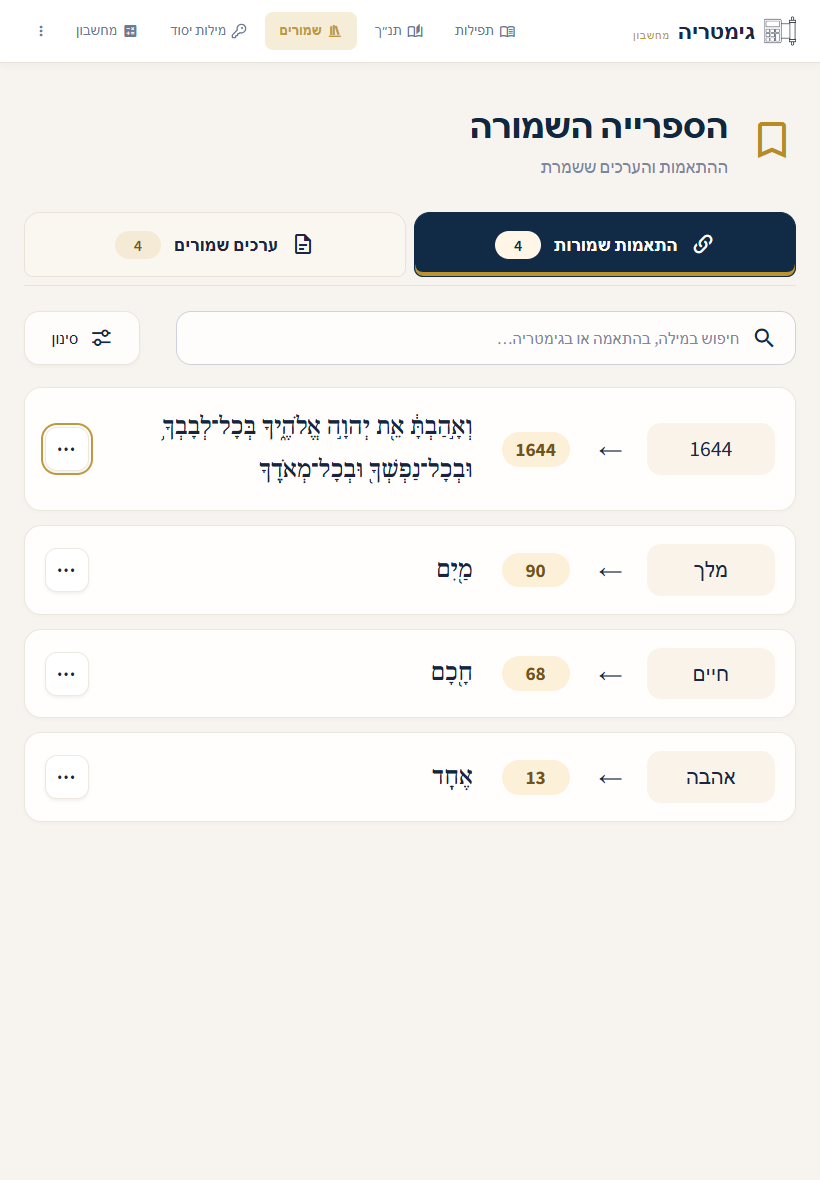 גימטריה מחשבון
תפילות
תנ״ך
שמורים
מילות יסוד
מחשבון
הספרייה השמורה
ההתאמות והערכים ששמרת
התאמות שמורות 4
ערכים שמורים 4
חיפוש במילה, בהתאמה או בגימטריה...
סינון
1644 ← 1644 וְאָ֣הַבְתָּ֔ אֵ֖ת יְהוָ֣ה אֱלֹהֶ֑יךָ בְּכָל־לְבָבְךָ֥
וּבְכָל־נַפְשְׁךָ֖ וּבְכָל־מְאֹדֶֽךָ
מלך ← 90 מַ֖יִם
חיים ← 68 חָכָ֖ם
אהבה ← 13 אֶחָֽד